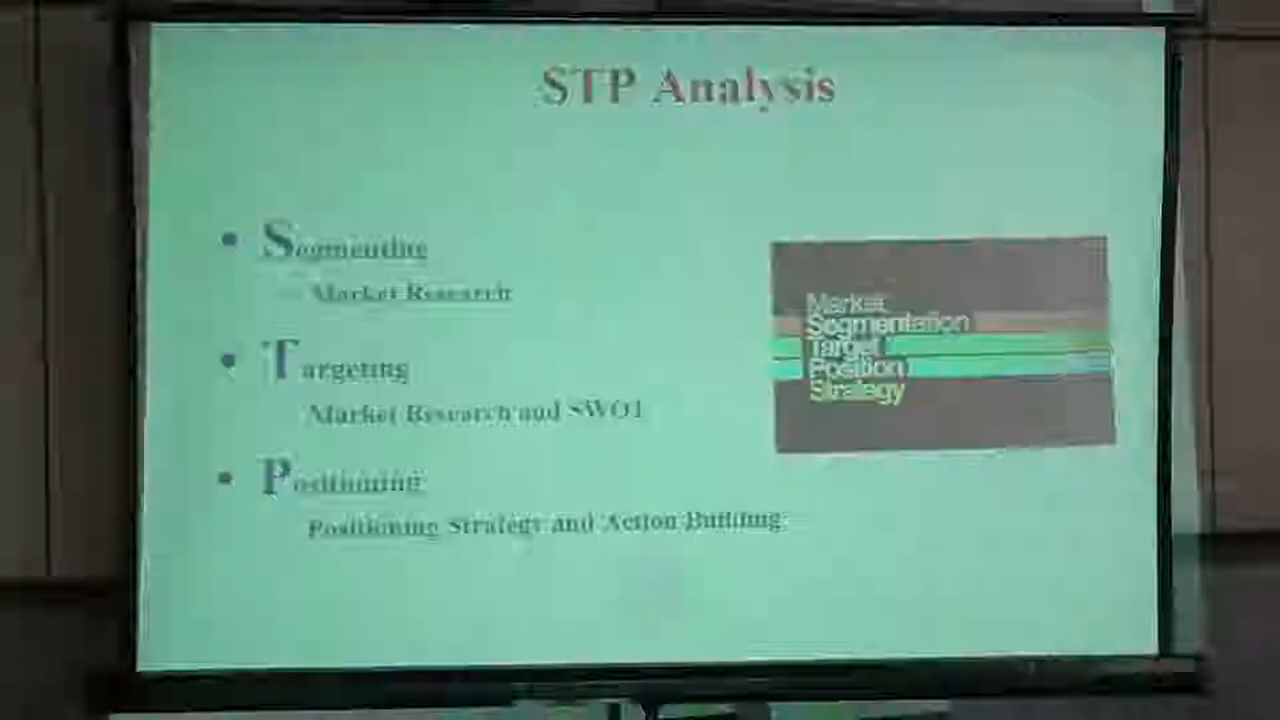 STP Analysis
• Segmenting
– Market Research
• Targeting
Market Research and SWOT
• Positioning
Positioning Strategy and Action Building
Market
Segmentation
Target
Position
Strategy